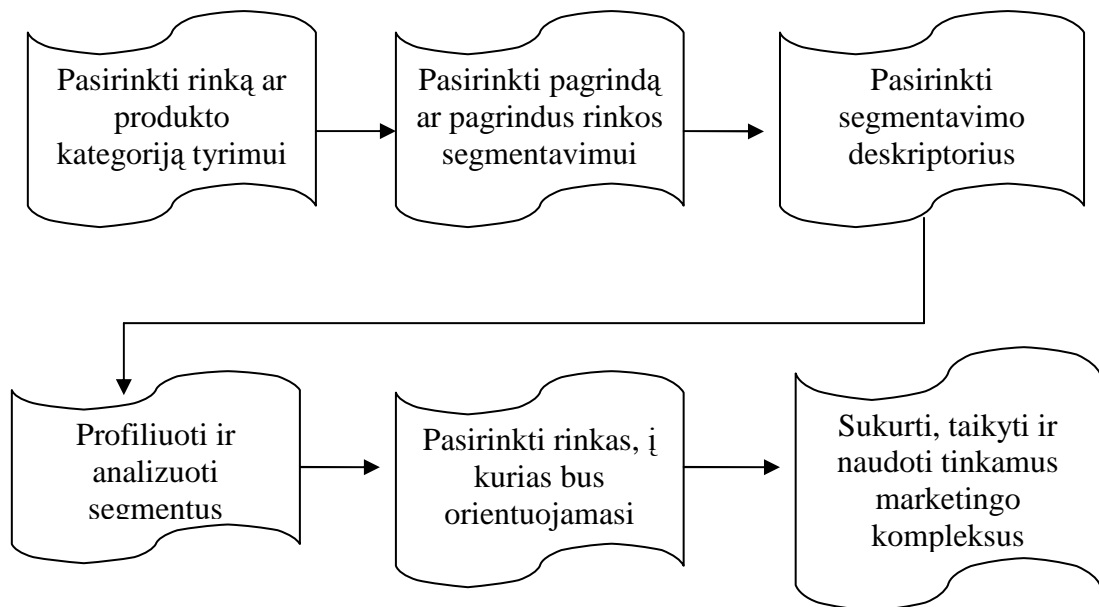 Pasirinkti rinką ar
produkto
kategoriją tyrimui
Pasirinkti pagrindą
ar pagrindus rinkos
segmentavimui
Pasirinkti
segmentavimo
deskriptorius
Profiliuoti ir
analizuoti
segmentus
Pasirinkti rinkas, į
kurias bus
orientuojamasi
Sukurti, taikyti ir
naudoti tinkamus
marketingo
kompleksus